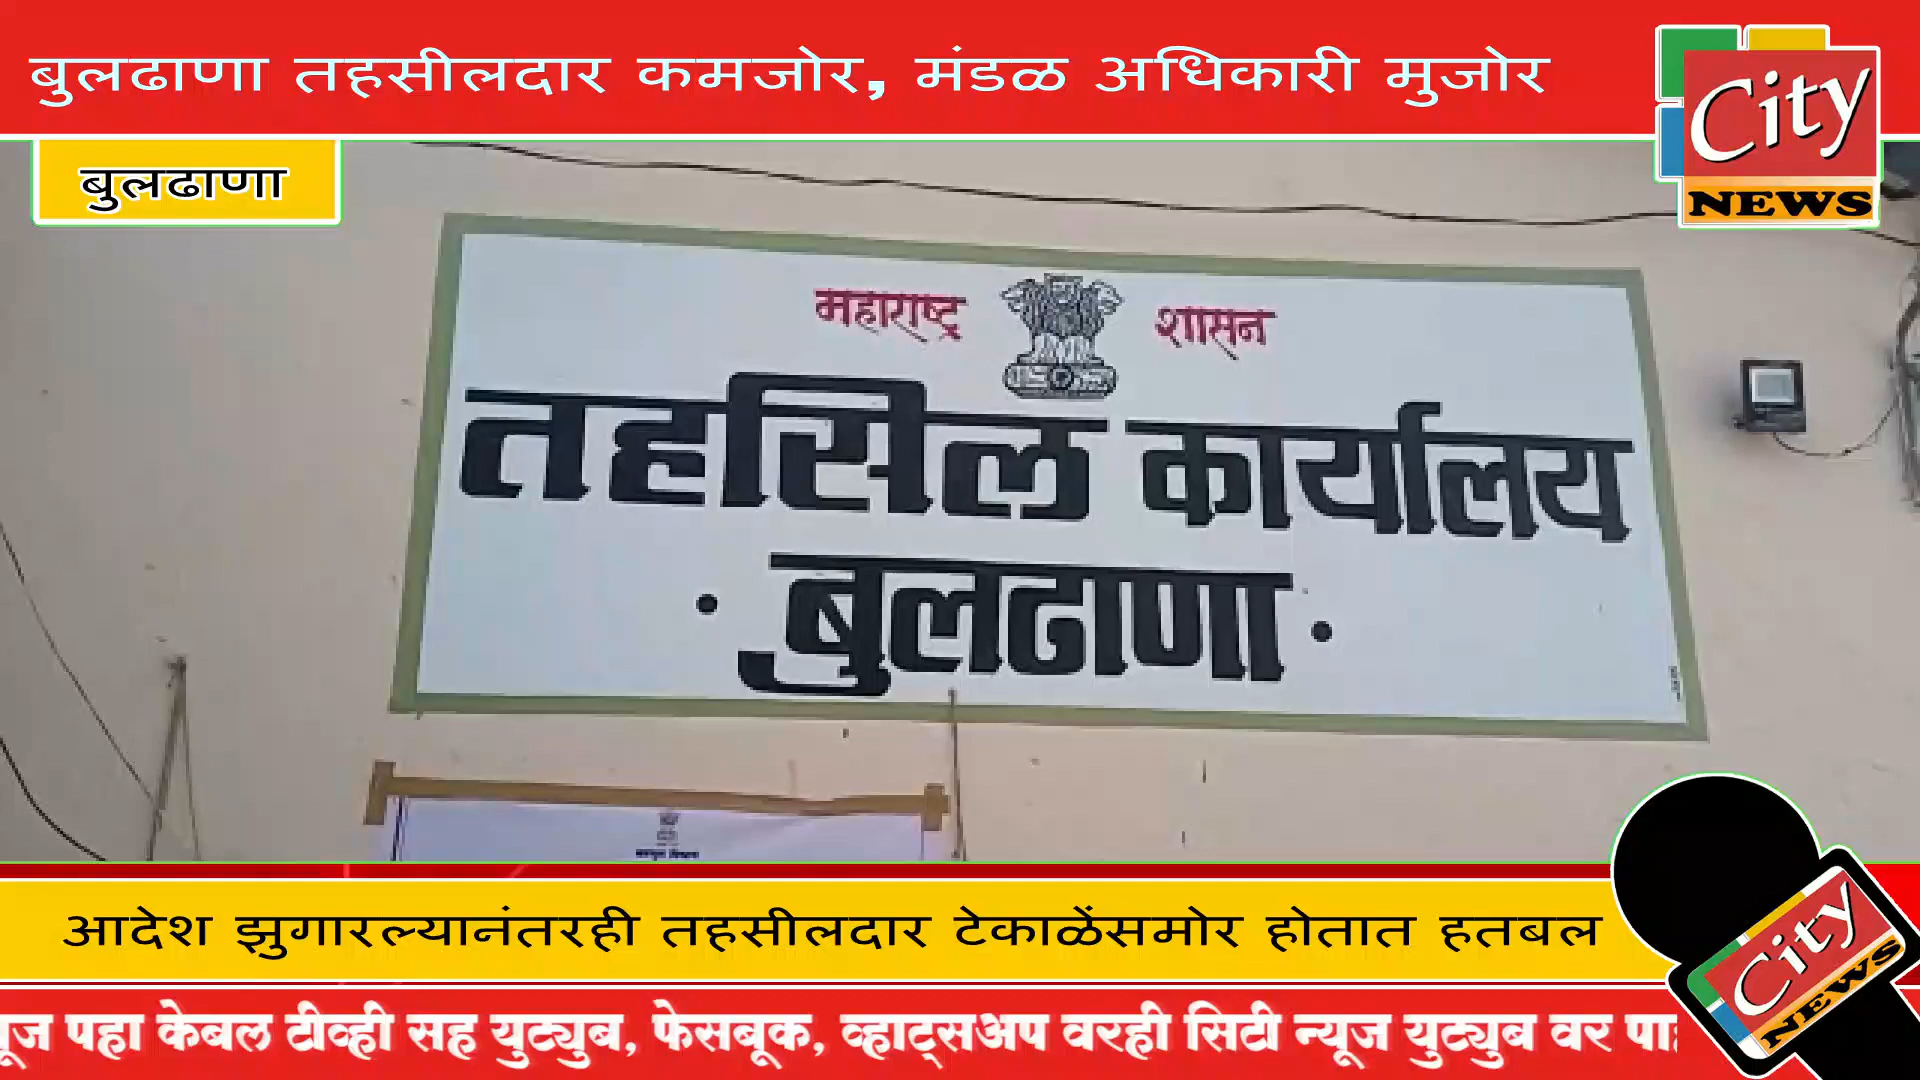 बुलढाणा तहसीलदार कमजोर, मंडळ अधिकारी मुजोर
City
NEWS
बुलढाणा
महाराष्ट्र शासन
तहसिल कार्यालय
• बुलढाणा •
आदेश झुगारल्यानंतरही तहसीलदार टेकाळेंसमोर होतात हतबल
City
NEWS
पहा केबल टीव्ही सह युट्युब, फेसबूक, व्हाट्सअप वरही सिटी न्यूज युट्युब वर